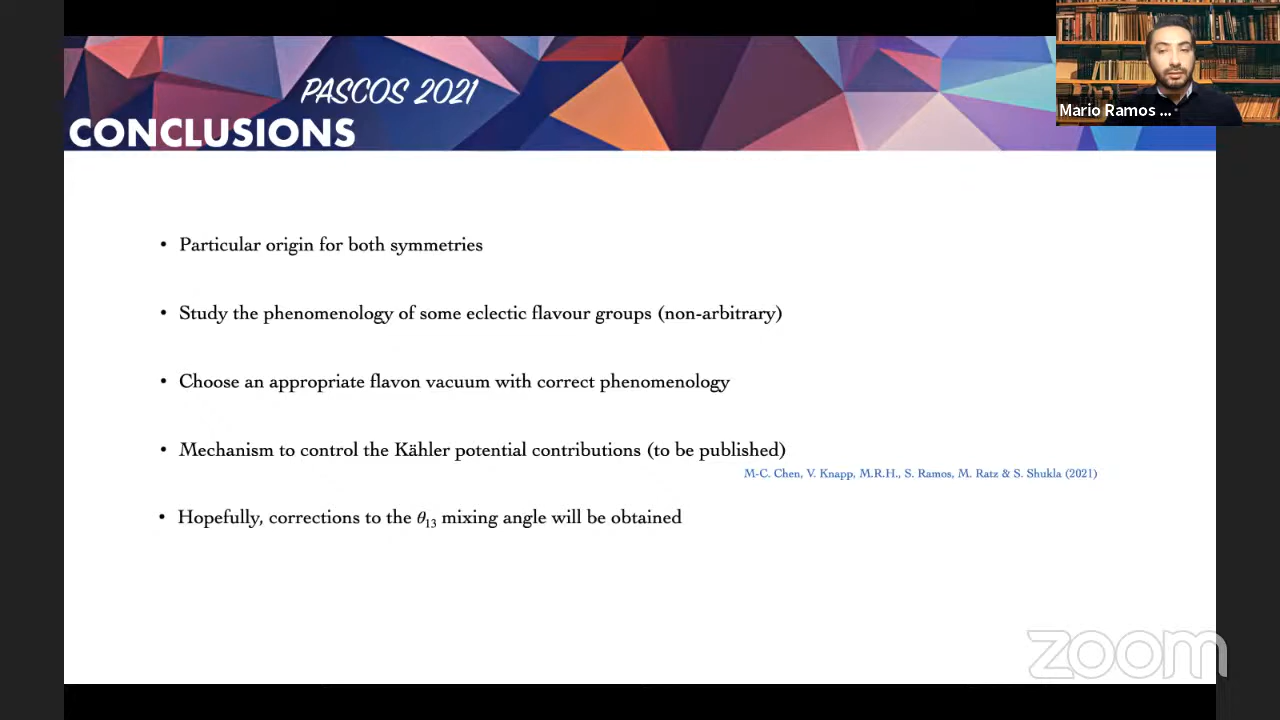 PASCOS 2021
CONCLUSIONS
Mario Ramos ...
• Particular origin for both symmetries
• Study the phenomenology of some eclectic flavour groups (non-arbitrary)
• Choose an appropriate flavon vacuum with correct phenomenology
• Mechanism to control the Kähler potential contributions (to be published)
M-C. Chen, V. Knapp, M.R.H., S. Ramos, M. Ratz & S. Shukla (2021)
• Hopefully, corrections to the θ₁₃ mixing angle will be obtained
zoom